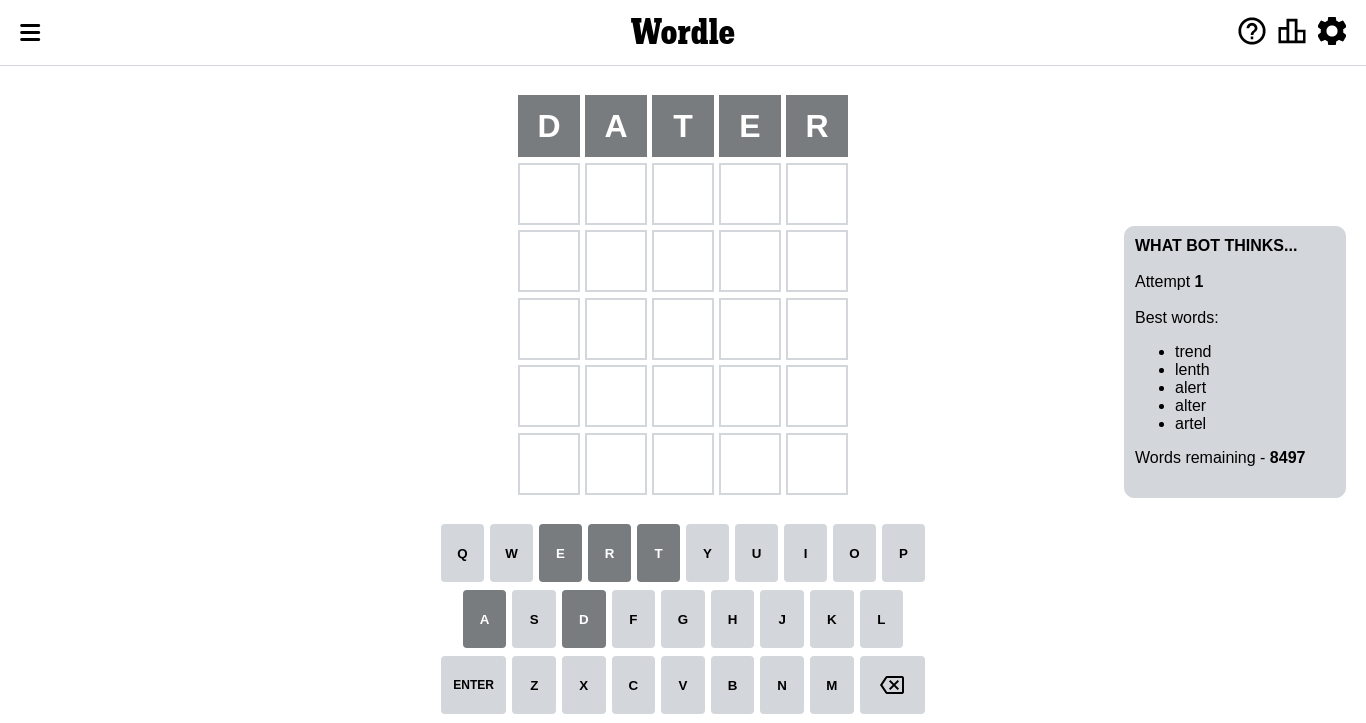 Wordle
D A T E R
WHAT BOT THINKS...
Attempt 1
Best words:
trend
lenth
alert
alter
artel
Words remaining - 8497
Q W E R T Y U I O P
A S D F G H J K L
ENTER Z X C V B N M